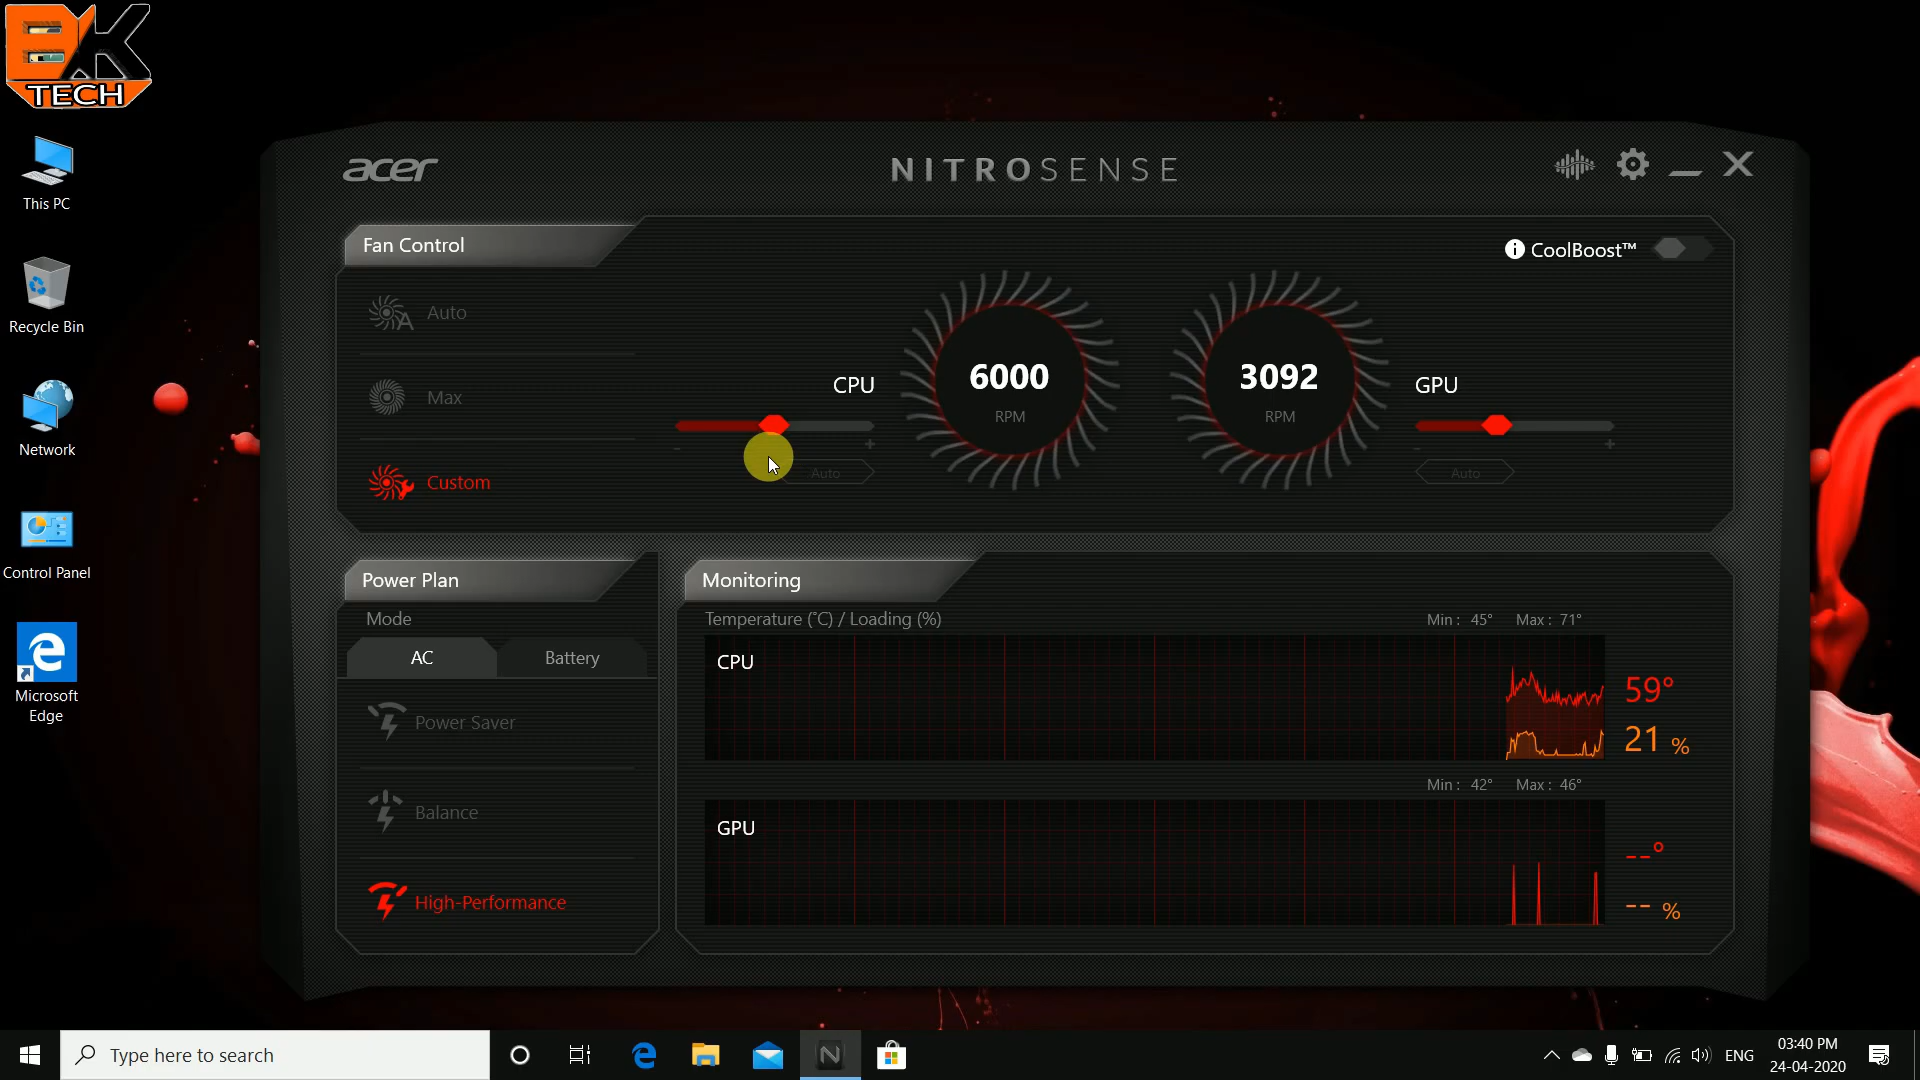 EK
TECH
This PC
Recycle Bin
Network
Control Panel
Microsoft
Edge
acer
NITROSENSE
Fan Control
CoolBoost™
Auto
Max
Custom
CPU
6000
RPM
- +
Auto
3092
RPM
GPU
- +
Auto
Power Plan
Mode
AC
Battery
Power Saver
Balance
High-Performance
Monitoring
Temperature (°C) / Loading (%)
Min : 45° Max : 71°
CPU
59°
21 %
Min : 42° Max : 46°
GPU
--°
-- %
Type here to search
ENG
03:40 PM
24-04-2020